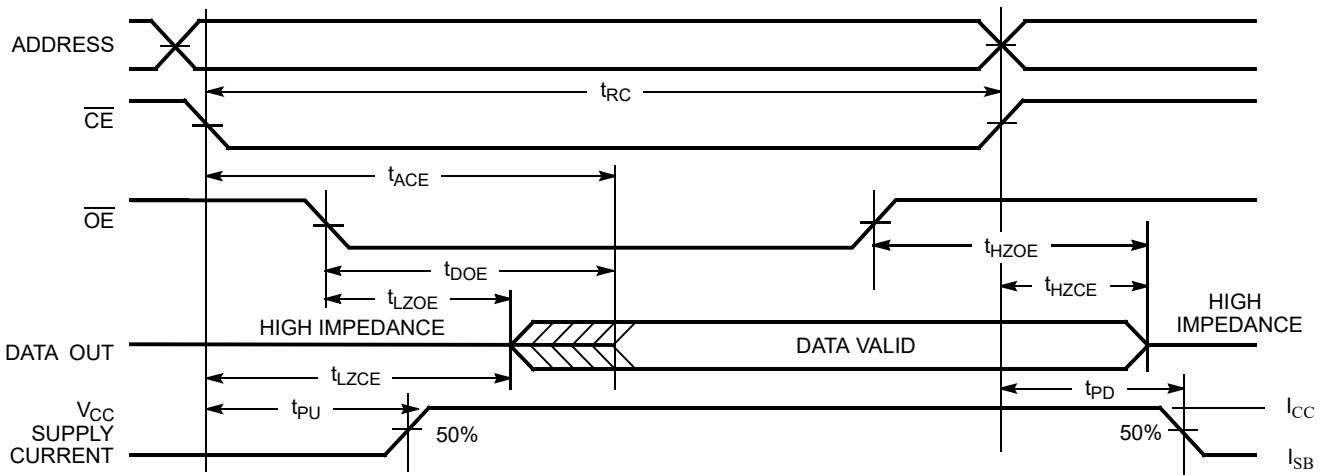 ADDRESS
tRC
CE
tACE
OE
tHZOE
tDOE
tHZCE
tLZOE
HIGH
IMPEDANCE
HIGH IMPEDANCE
DATA OUT
DATA VALID
tLZCE
tPD
VCC
SUPPLY
CURRENT
tPU
50%
50%
ICC
ISB